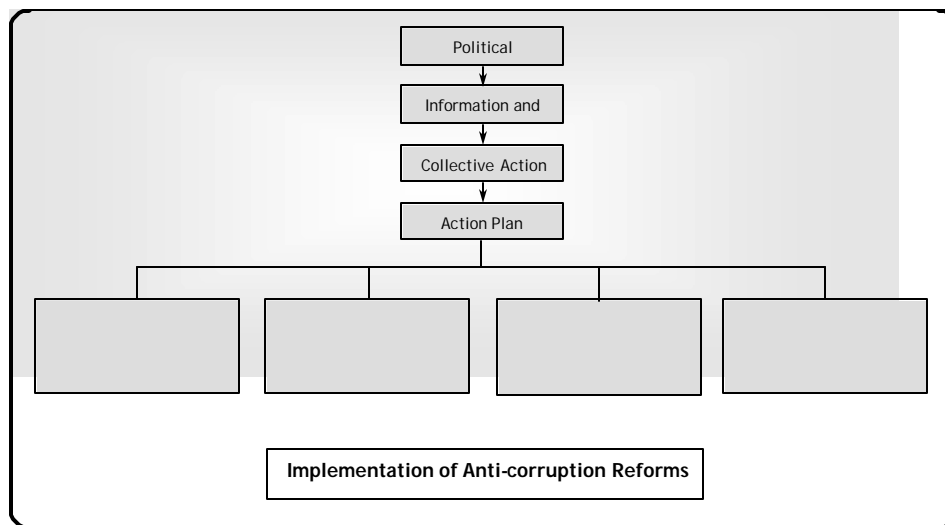 Political
Information and
Collective Action
Action Plan
Implementation of Anti-corruption Reforms